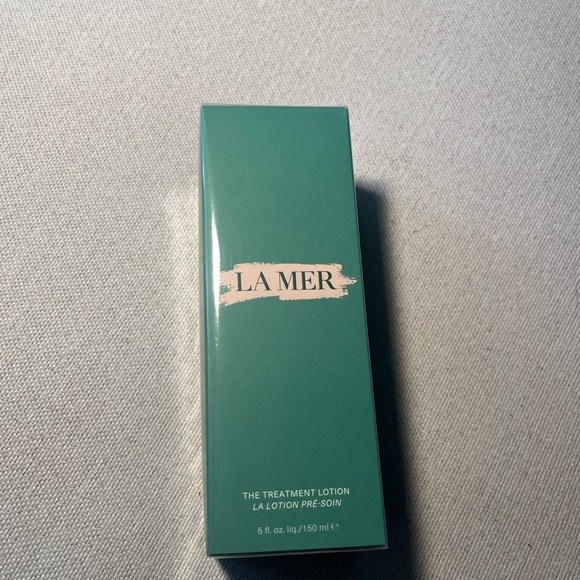 LA MER
THE TREATMENT LOTION
LA LOTION PRÉ-SOIN
5 fl. oz. liq./150 ml ℮